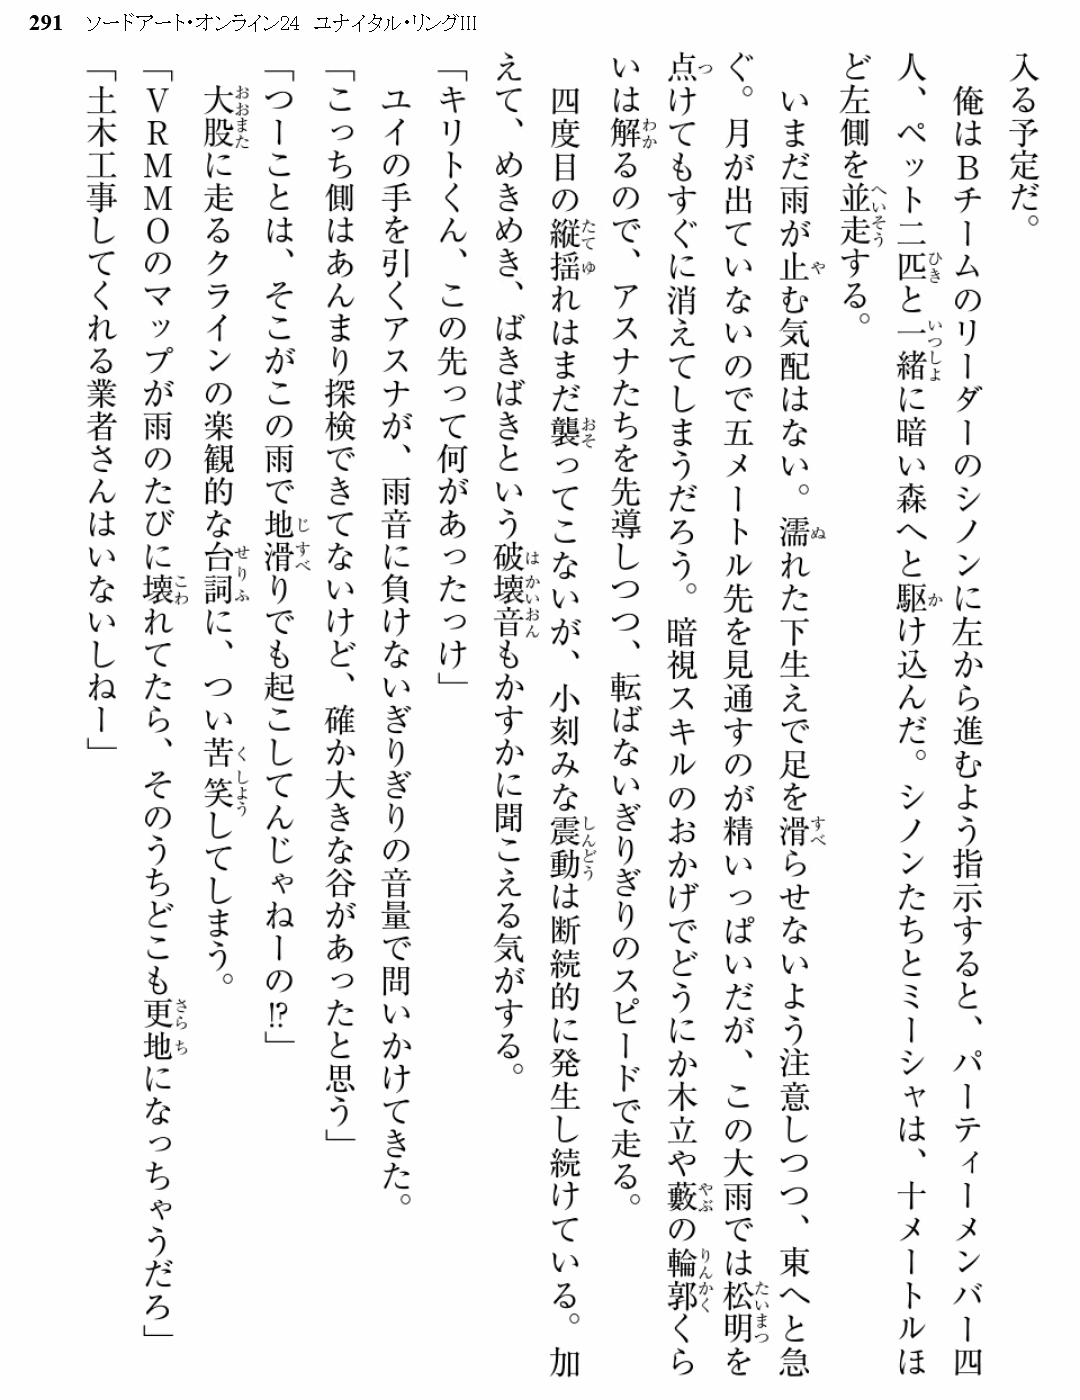 291 ソードアート・オンライン24 ユナイタル・リングIII
入る予定だ。
俺はBチームのリーダーのシノンに左から進むよう指示すると、パーティーメンバー四
人、ペット二匹と一緒に暗い森へと駆け込んだ。シノンたちとミーシャは、十メートルほ
ど左側を並走する。
いまだ雨が止む気配はない。濡れた下生えで足を滑らせないよう注意しつつ、東へと急
ぐ。月が出ていないので五メートル先を見通すのが精いっぱいだが、この大雨では松明を
点けてもすぐに消えてしまうだろう。暗視スキルのおかげでどうにか木立や藪の輪郭くら
いは解るので、アスナたちを先導しつつ、転ばないぎりぎりのスピードで走る。
四度目の縦揺れはまだ襲ってこないが、小刻みな震動は断続的に発生し続けている。加
えて、めきめき、ばきばきという破壊音もかすかに聞こえる気がする。
「キリトくん、この先って何があったっけ」
ユイの手を引くアスナが、雨音に負けないぎりぎりの音量で問いかけてきた。
「こっち側はあんまり探検できてないけど、確か大きな谷があったと思う」
「つーことは、そこがこの雨で地滑りでも起こしてんじゃねーの!?」
大股に走るクラインの楽観的な台詞に、つい苦笑してしまう。
「VRMMOのマップが雨のたびに壊れてたら、そのうちどこも更地になっちゃうだろ」
「土木工事してくれる業者さんはいないしねー」